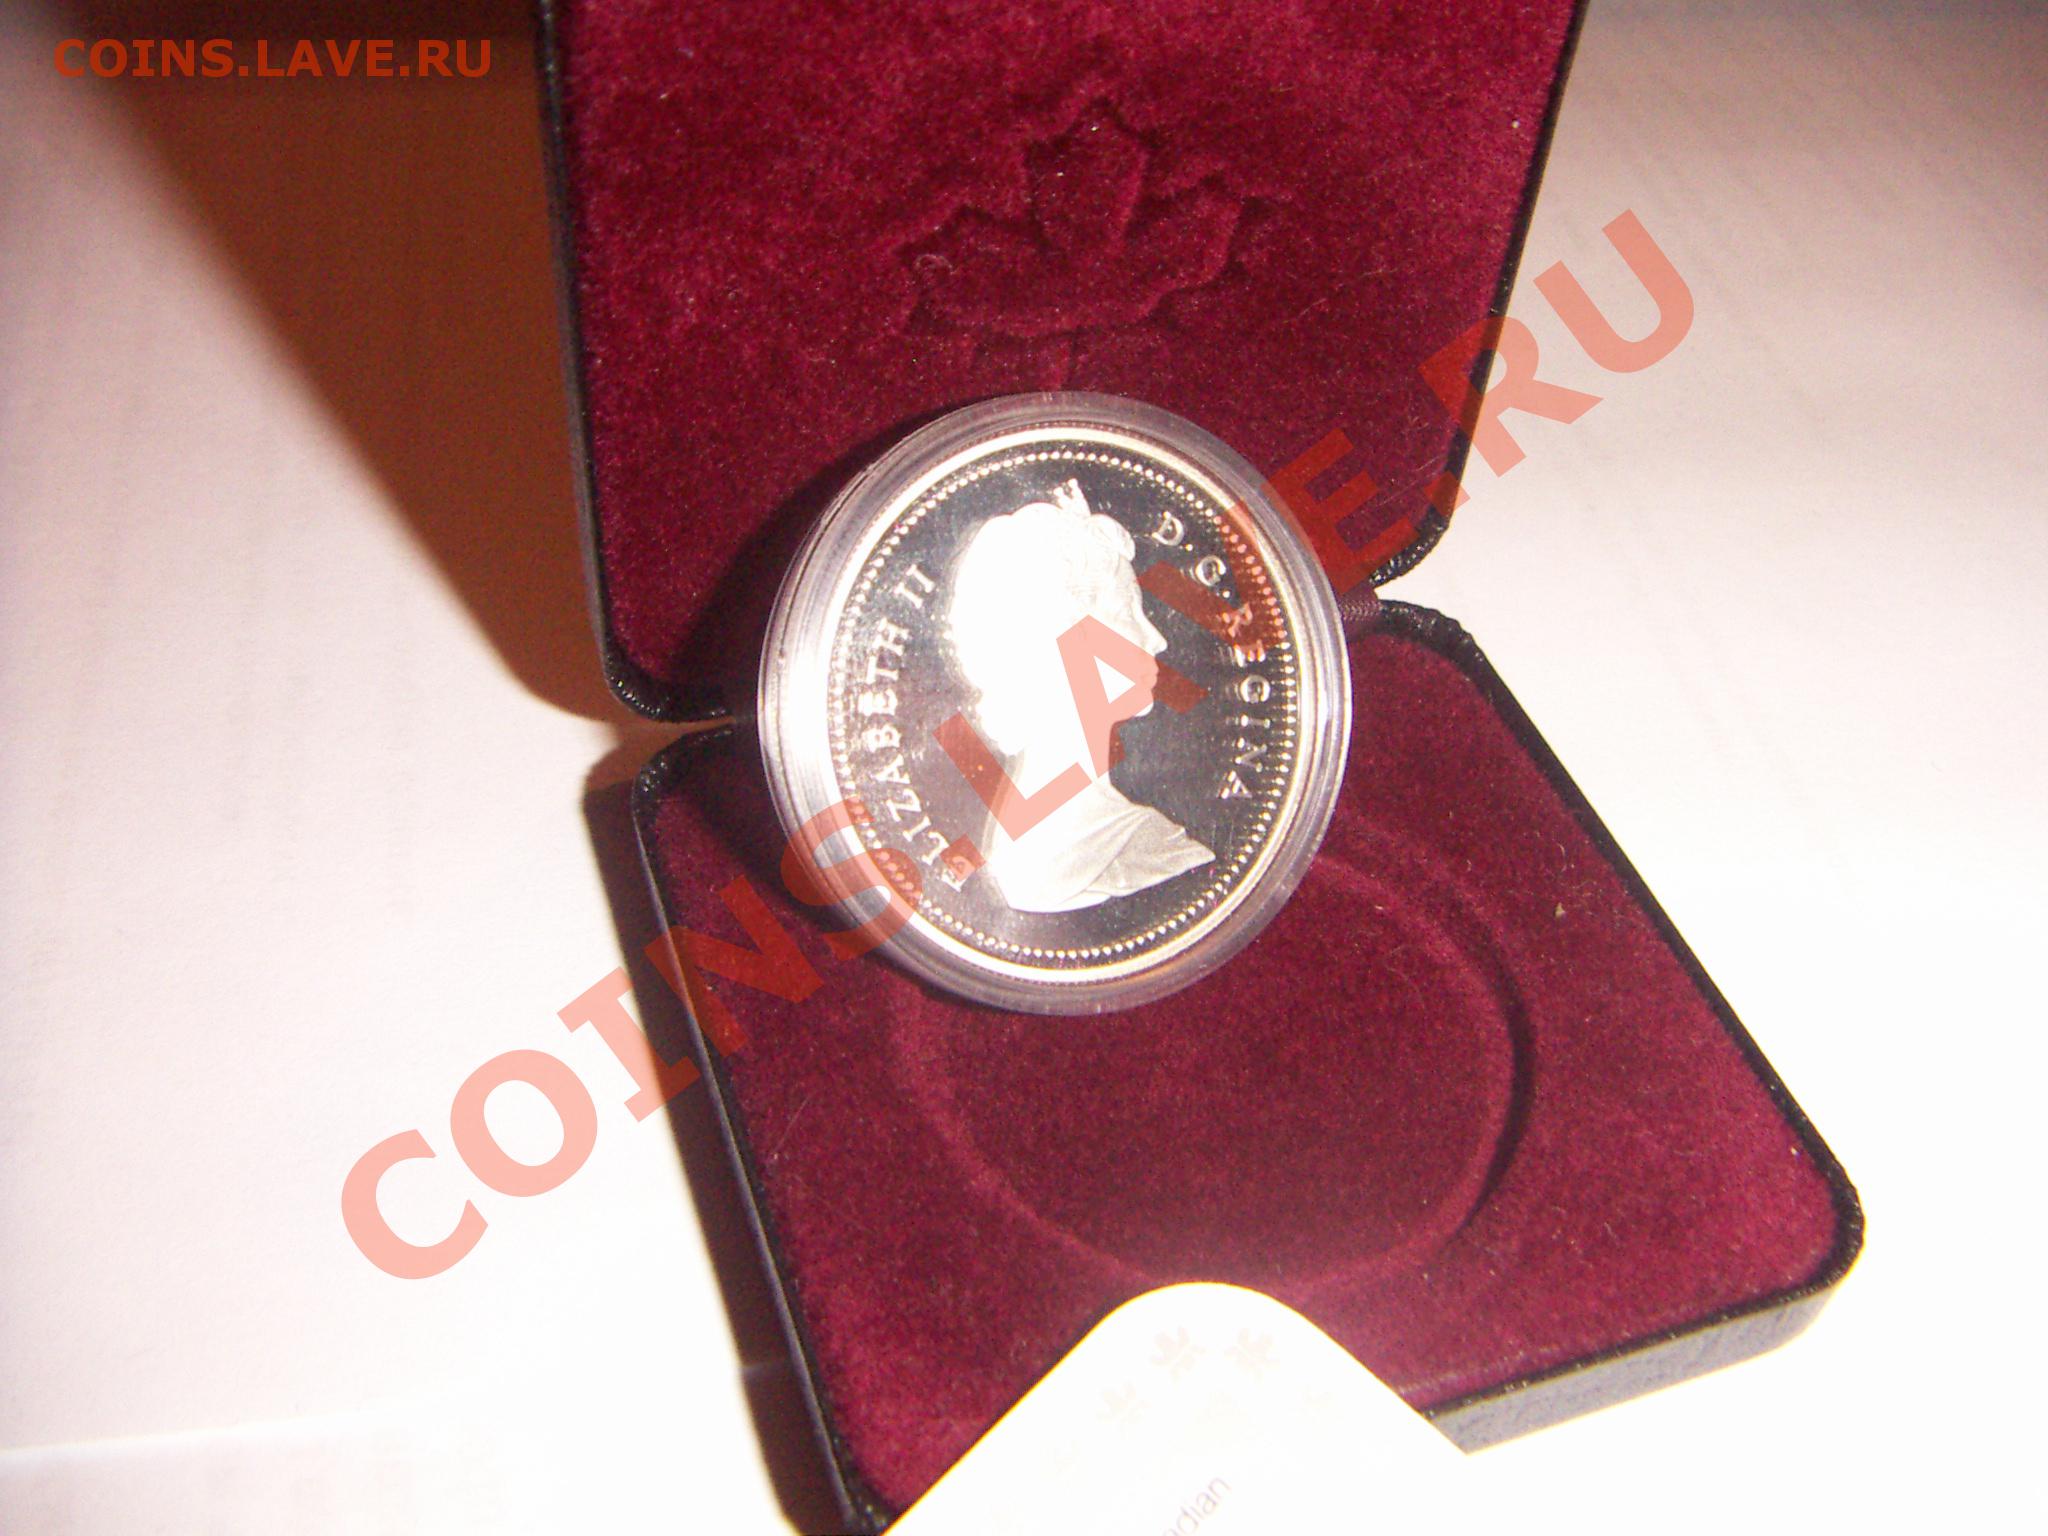 COINS.LAVE.RU
ELIZABETH II D·G·REGINA
COINS.LAVE.RU